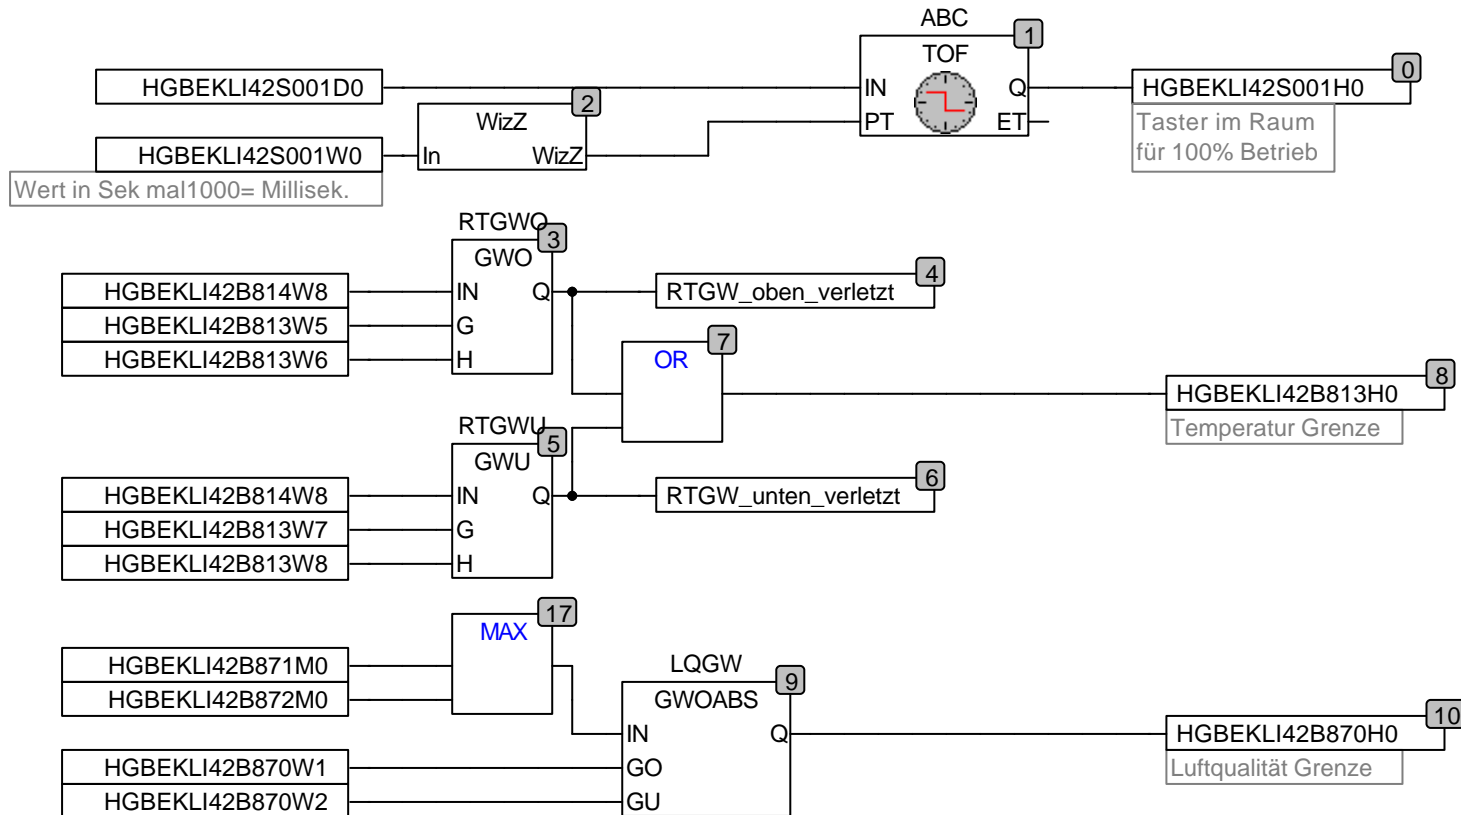 ABC
1
TOF
0
HGBEKLI42S001D0
IN
Q
HGBEKLI42S001H0
2
WizZ
PT
ET
Taster im Raum
für 100% Betrieb
HGBEKLI42S001W0
In
WizZ
Wert in Sek mal1000= Millisek.
RTGWO
3
GWO
4
HGBEKLI42B814W8
IN
Q
RTGW_oben_verletzt
HGBEKLI42B813W5
G
HGBEKLI42B813W6
H
7
OR
8
HGBEKLI42B813H0
Temperatur Grenze
RTGWU
5
GWU
6
HGBEKLI42B814W8
IN
Q
RTGW_unten_verletzt
HGBEKLI42B813W7
G
HGBEKLI42B813W8
H
17
MAX
HGBEKLI42B871M0
HGBEKLI42B872M0
LQGW
9
GWOABS
10
IN
Q
HGBEKLI42B870H0
HGBEKLI42B870W1
GO
Luftqualität Grenze
HGBEKLI42B870W2
GU